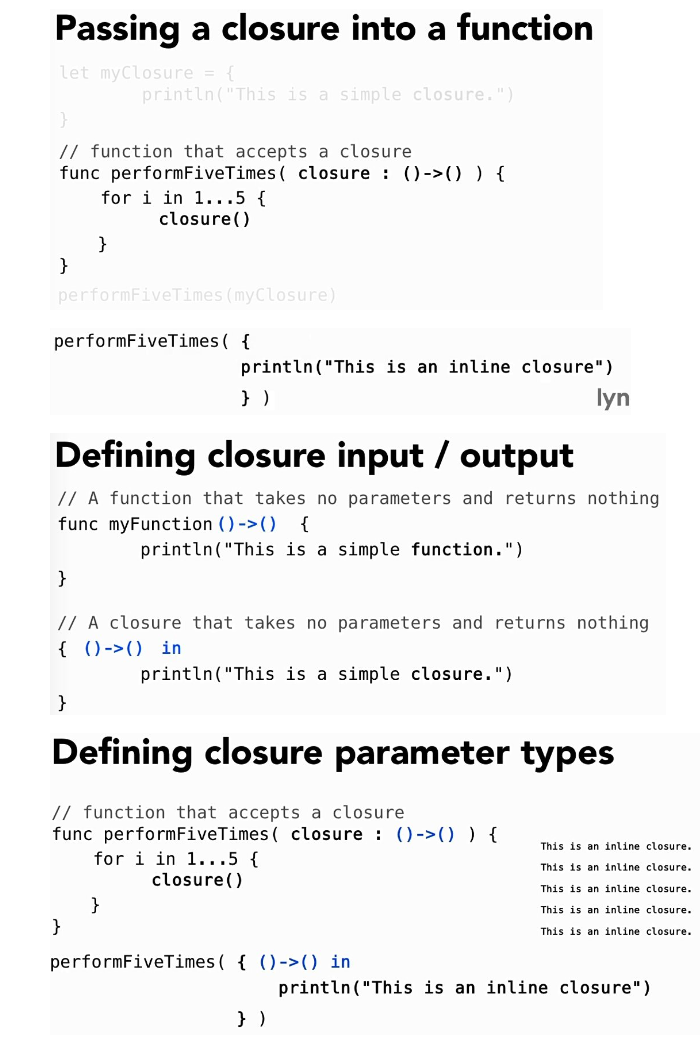 Passing a closure into a function
let myClosure = {
println("This is a simple closure.")
}
// function that accepts a closure
func performFiveTimes( closure : ()->() ) {
for i in 1...5 {
closure()
}
}
performFiveTimes(myClosure)
performFiveTimes( {
println("This is an inline closure")
} )
lyn
Defining closure input / output
// A function that takes no parameters and returns nothing
func myFunction ()->() {
println("This is a simple function.")
}
// A closure that takes no parameters and returns nothing
{ ()->() in
println("This is a simple closure.")
}
Defining closure parameter types
// function that accepts a closure
func performFiveTimes( closure : ()->() ) {
for i in 1...5 {
closure()
}
}
This is an inline closure.
This is an inline closure.
This is an inline closure.
This is an inline closure.
This is an inline closure.
performFiveTimes( { ()->() in
println("This is an inline closure")
} )